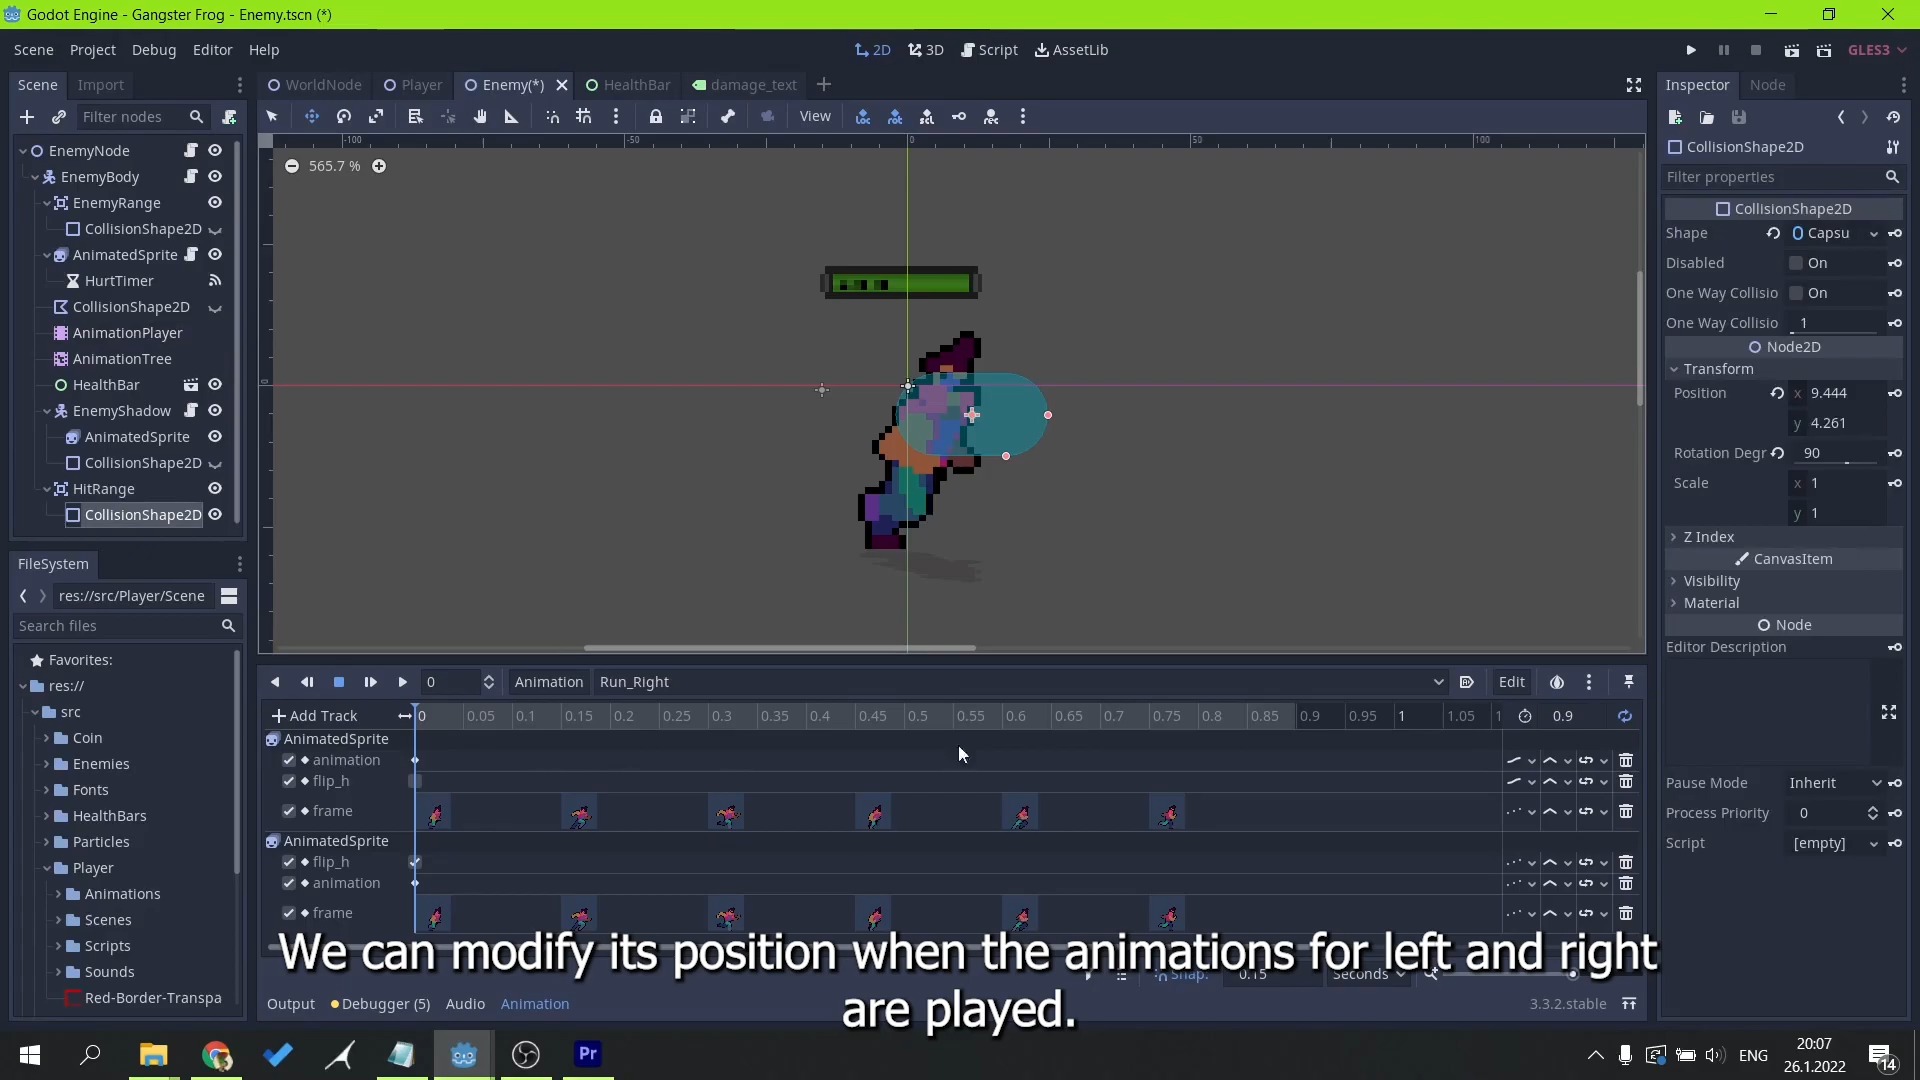 Godot Engine - Gangster Frog - Enemy.tscn (*)
Scene Project Debug Editor Help
2D 3D Script AssetLib
GLES3
Scene Import
WorldNode Player Enemy(*) HealthBar damage_text
Inspector Node
Filter nodes
View
EnemyNode
EnemyBody
EnemyRange
CollisionShape2D
AnimatedSprite
HurtTimer
CollisionShape2D
AnimationPlayer
AnimationTree
HealthBar
EnemyShadow
AnimatedSprite
CollisionShape2D
HitRange
CollisionShape2D
-100 -50 0 50 100
565.7 %
0
CollisionShape2D
Filter properties
CollisionShape2D
Shape Capsu
Disabled On
One Way Collisio On
One Way Collisio 1
Node2D
Transform
Position x 9.444
y 4.261
Rotation Degr 90
Scale x 1
y 1
Z Index
CanvasItem
Visibility
Material
Node
Editor Description
Pause Mode Inherit
Process Priority 0
Script [empty]
FileSystem
res://src/Player/Scene
Search files
Favorites:
res://
src
Coin
Enemies
Fonts
HealthBars
Particles
Player
Animations
Scenes
Scripts
Sounds
Red-Border-Transpa
0 Animation Run_Right Edit
Add Track 0 0.05 0.1 0.15 0.2 0.25 0.3 0.35 0.4 0.45 0.5 0.55 0.6 0.65 0.7 0.75 0.8 0.85 0.9 0.95 1 1.05 1 0.9
AnimatedSprite
animation
flip_h
frame
AnimatedSprite
flip_h
animation
frame
We can modify its position when the animations for left and right
are played.
Snap: 0.15 Seconds
Output Debugger (5) Audio Animation
3.3.2.stable
Pr
ENG
20:07
26.1.2022
14